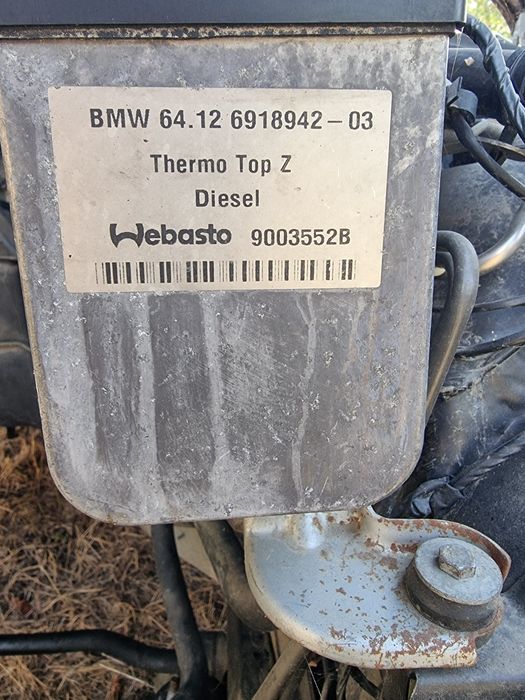 BMW 64.12 6918942-03
Thermo Top Z
Diesel
Webasto 9003552B